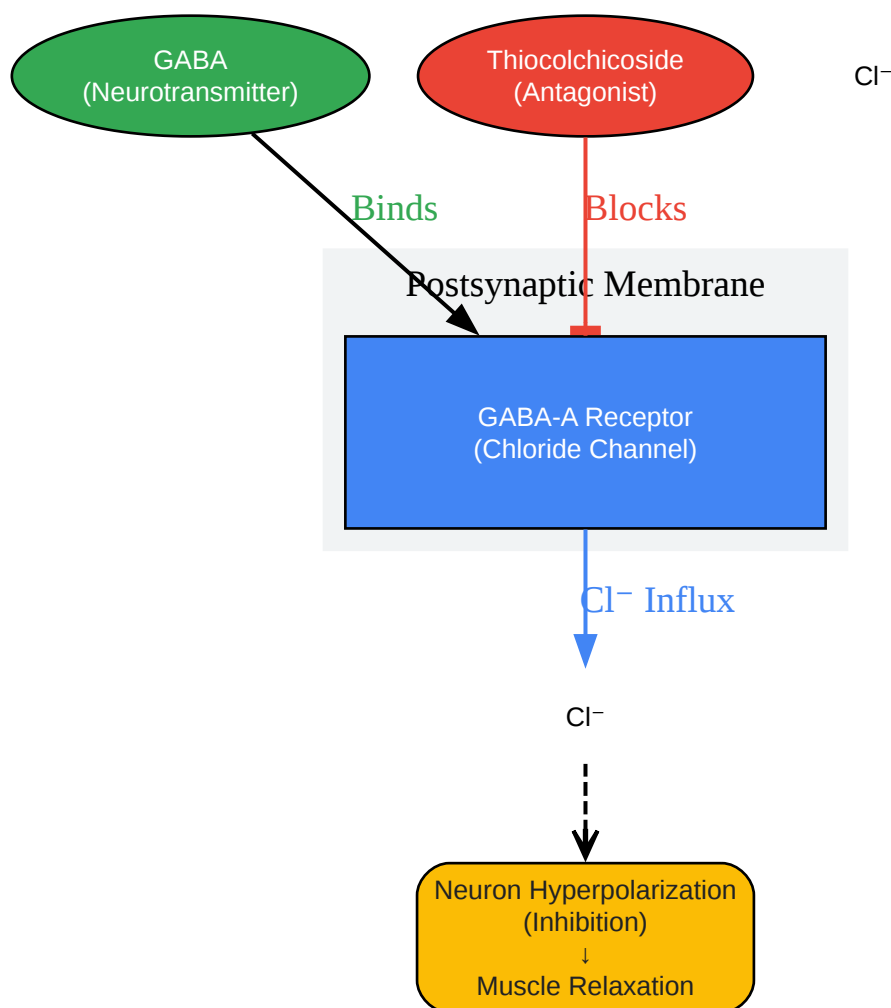 GABA
(Neurotransmitter)
Thiocolchicoside
(Antagonist)
Cl⁻
Binds
Blocks
Postsynaptic Membrane
GABA-A Receptor
(Chloride Channel)
Cl⁻ Influx
Cl⁻
Neuron Hyperpolarization
(Inhibition)
↓
Muscle Relaxation